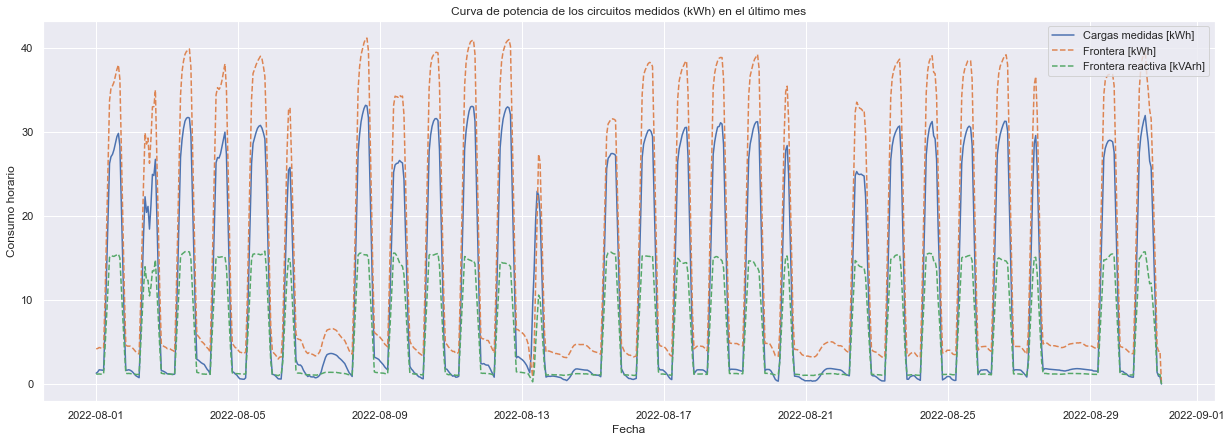 Curva de potencia de los circuitos medidos (kWh) en el último mes
Cargas medidas [kWh]
Frontera [kWh]
Frontera reactiva [kVArh]
Consumo horario
40
30
20
10
0
2022-08-01
2022-08-05
2022-08-09
2022-08-13
2022-08-17
2022-08-21
2022-08-25
2022-08-29
2022-09-01
Fecha